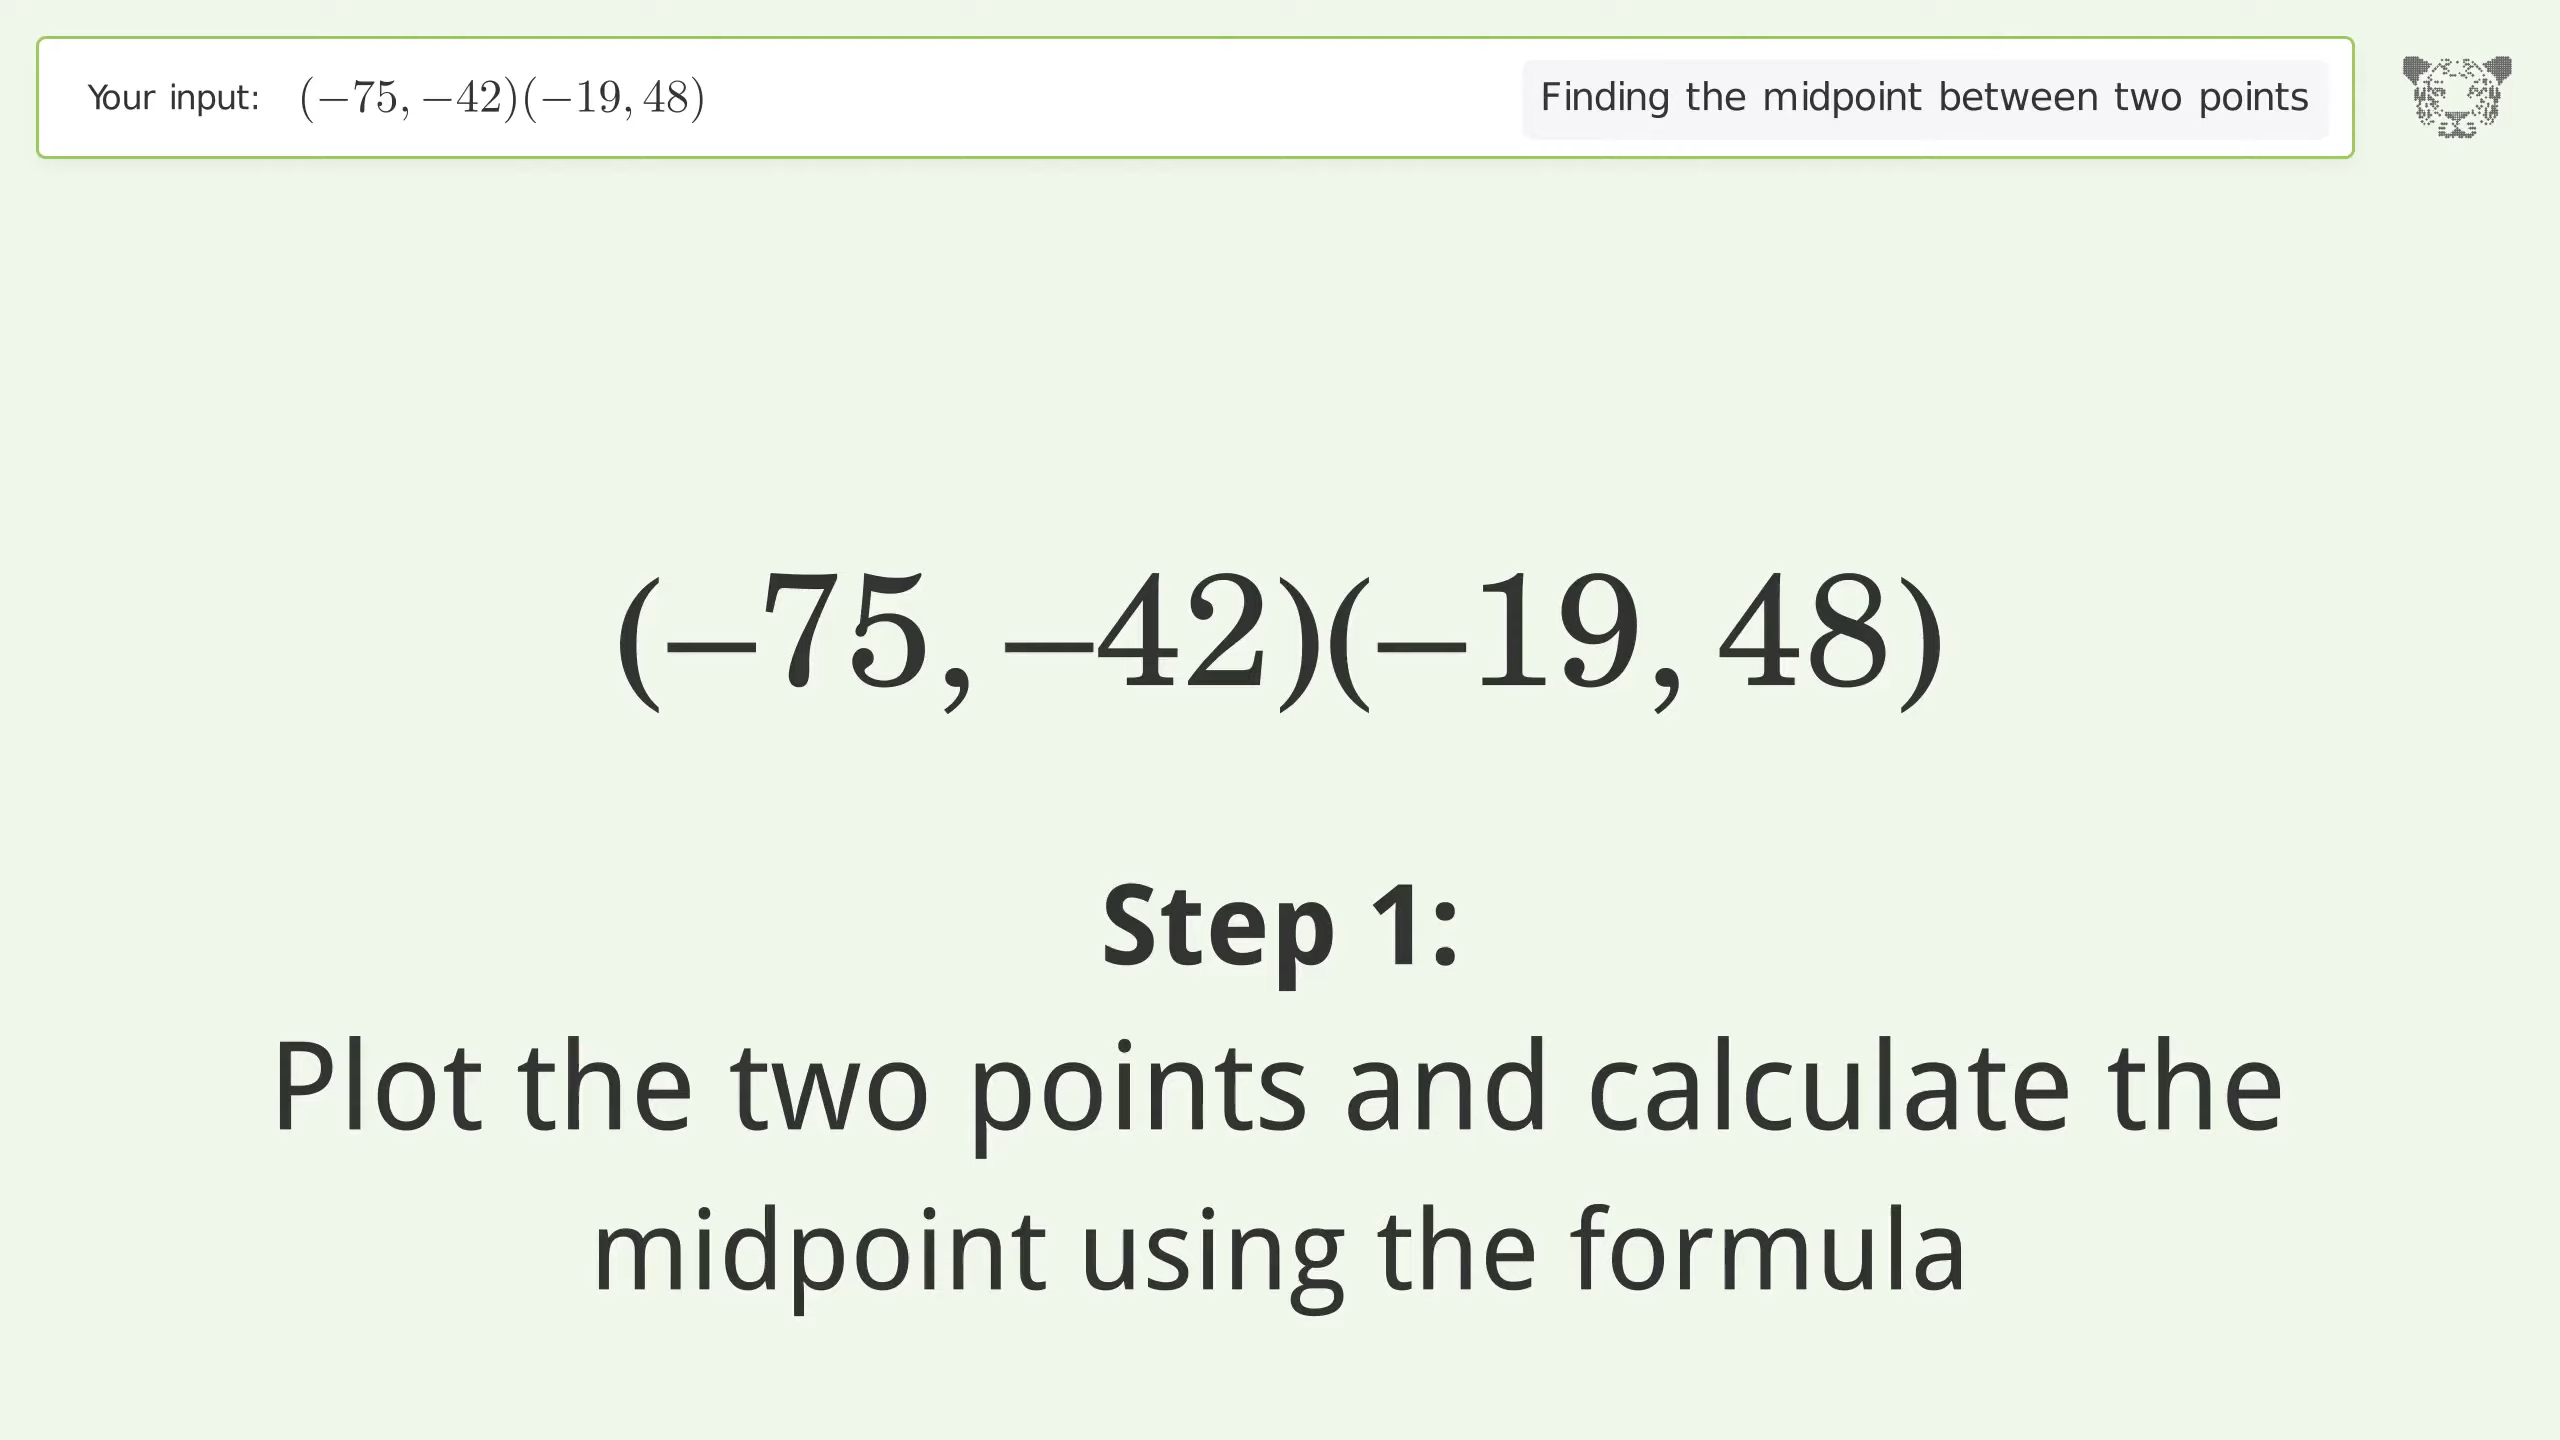 Your input: (−75, −42)(−19, 48)
Finding the midpoint between two points
(−75, −42)(−19, 48)
Step 1:
Plot the two points and calculate the
midpoint using the formula